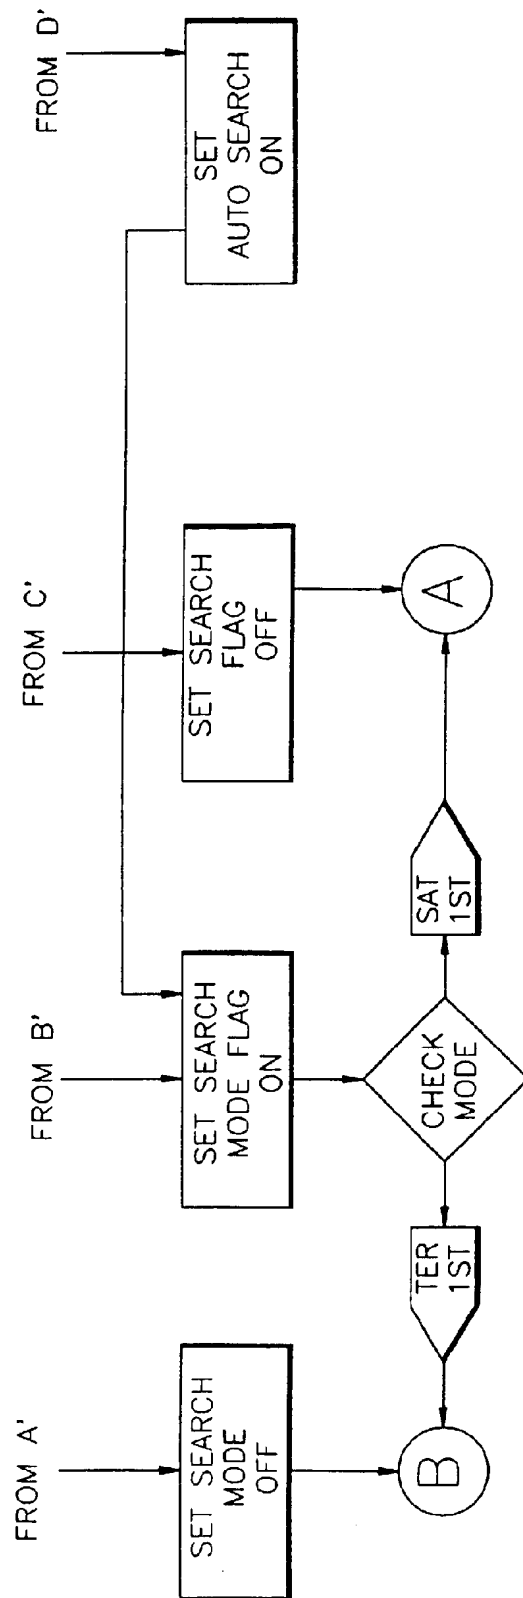 FROM A'
FROM B'
FROM C'
FROM D'
SET SEARCH
MODE
OFF
SET SEARCH
MODE FLAG
ON
SET SEARCH
FLAG
OFF
SET
AUTO SEARCH
ON
B
TER
1ST
CHECK
MODE
SAT
1ST
A